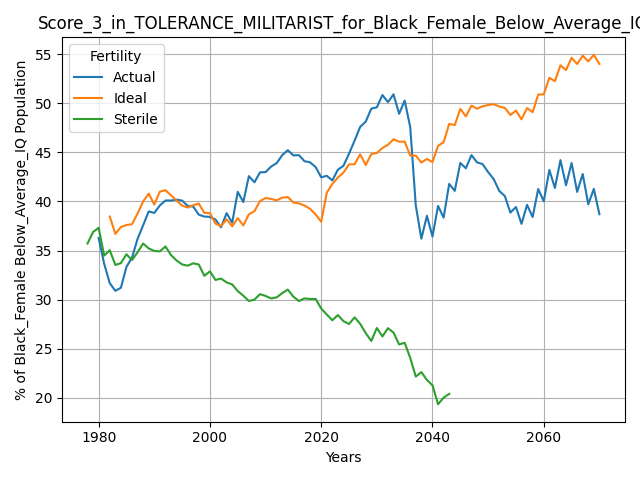 Score_3_in_TOLERANCE_MILITARIST_for_Black_Female_Below_Average_IQ
Fertility
Actual
Ideal
Sterile
% of Black_Female Below_Average_IQ Population
55
50
45
40
35
30
25
20
1980
2000
2020
2040
2060
Years